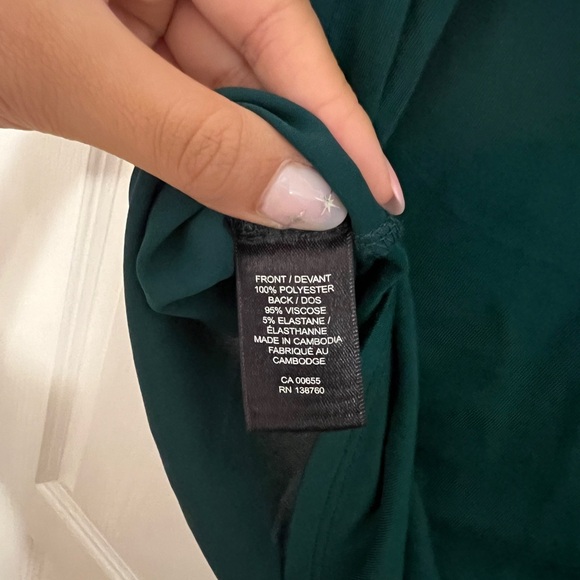 FRONT / DEVANT
100% POLYESTER
BACK / DOS
95% VISCOSE
5% ELASTANE /
ÉLASTHANNE
MADE IN CAMBODIA
FABRIQUÉ AU
CAMBODGE
CA 00655
RN 138760